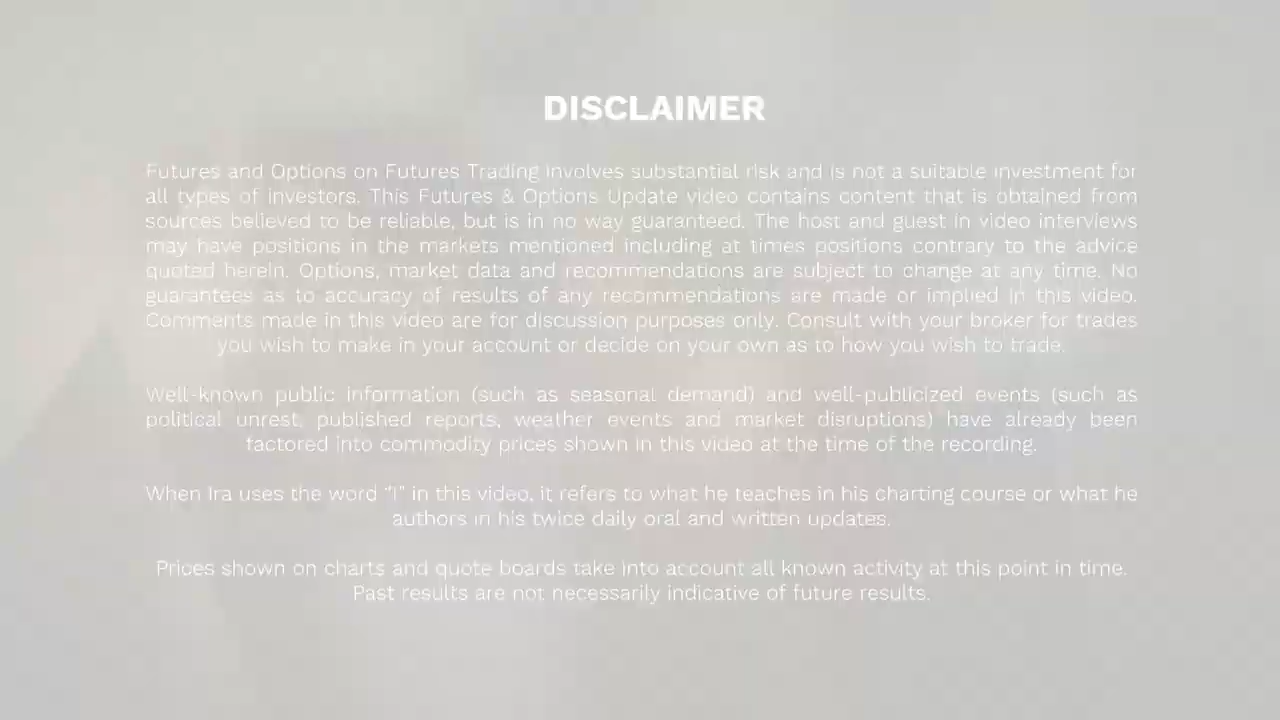 DISCLAIMER
Futures and Options on Futures Trading involves substantial risk and is not a suitable investment for
all types of investors. This Futures & Options Update video contains content that is obtained from
sources believed to be reliable, but is in no way guaranteed. The host and guest in video interviews
may have positions in the markets mentioned including at times positions contrary to the advice
quoted herein. Options, market data and recommendations are subject to change at any time. No
guarantees as to accuracy of results of any recommendations are made or implied in this video.
Comments made in this video are for discussion purposes only. Consult with your broker for trades
you wish to make in your account or decide on your own as to how you wish to trade.
Well-known public information (such as seasonal demand) and well-publicized events (such as
political unrest, published reports, weather events and market disruptions) have already been
factored into commodity prices shown in this video at the time of the recording.
When Ira uses the word "I" in this video, it refers to what he teaches in his charting course or what he
authors in his twice daily oral and written updates.
Prices shown on charts and quote boards take into account all known activity at this point in time.
Past results are not necessarily indicative of future results.